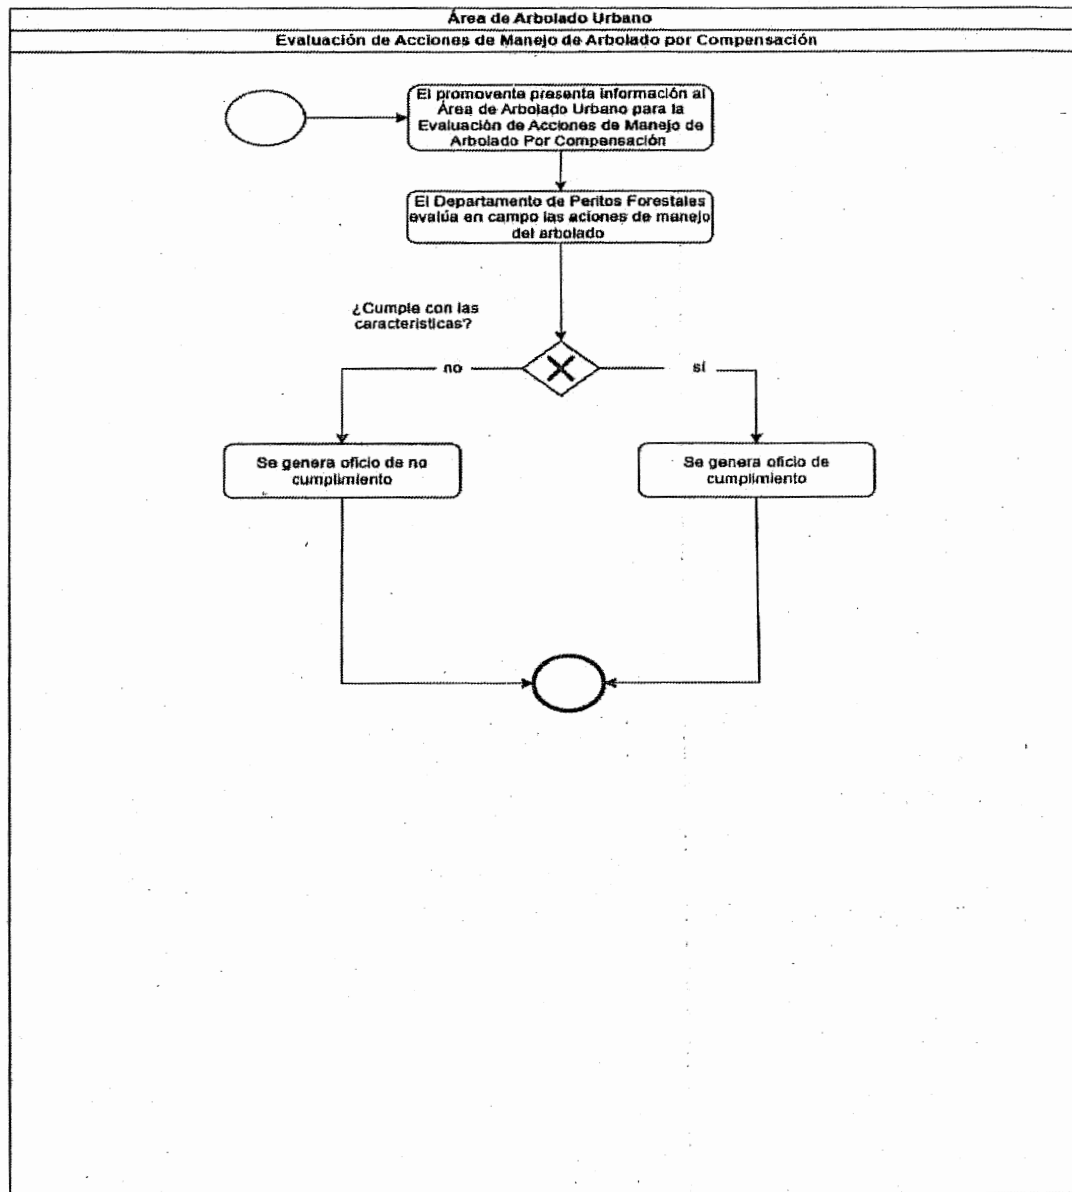 Área de Arbolado Urbano
Evaluación de Acciones de Manejo de Arbolado por Compensación
El promovente presenta información al
Área de Arbolado Urbano para la
Evaluación de Acciones de Manejo de
Arbolado Por Compensación
El Departamento de Peritos Forestales
evalúa en campo las aciones de manejo
del arbolado
¿Cumple con las
caracteristicas?
no
sí
Se genera oficio de no
cumplimiento
Se genera oficio de
cumplimiento